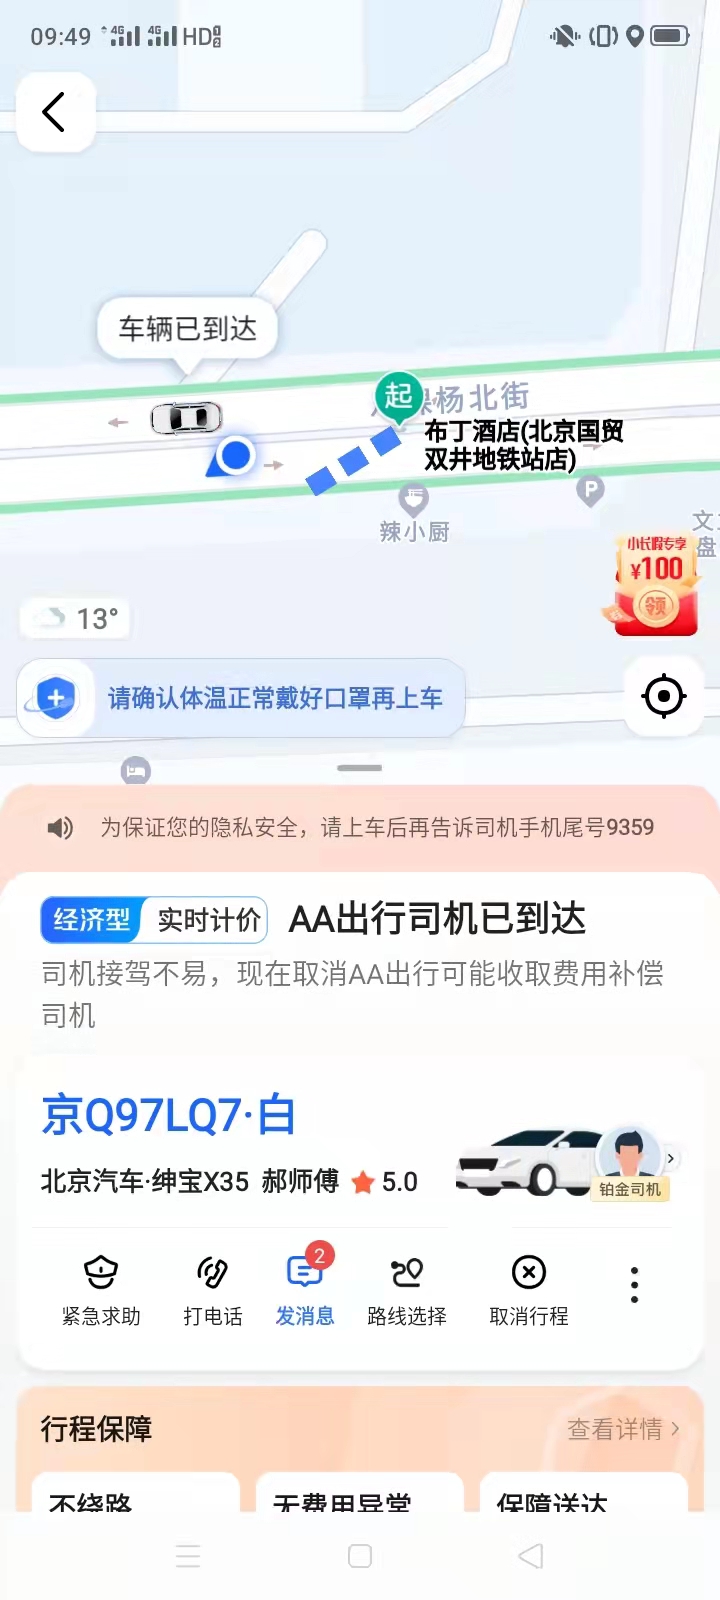 09:49 4G 4G HD
车辆已到达
起
棵杨北街
布丁酒店(北京国贸
双井地铁站店)
P
辣小厨
小长假专享
¥100
领
13°
请确认体温正常戴好口罩再上车
为保证您的隐私安全，请上车后再告诉司机手机尾号9359
经济型 实时计价 AA出行司机已到达
司机接驾不易，现在取消AA出行可能收取费用补偿
司机
京Q97LQ7·白
北京汽车·绅宝X35 郝师傅 5.0
铂金司机
2
紧急求助 打电话 发消息 路线选择 取消行程
行程保障 查看详情
不绕路 无费用异常 保障送达